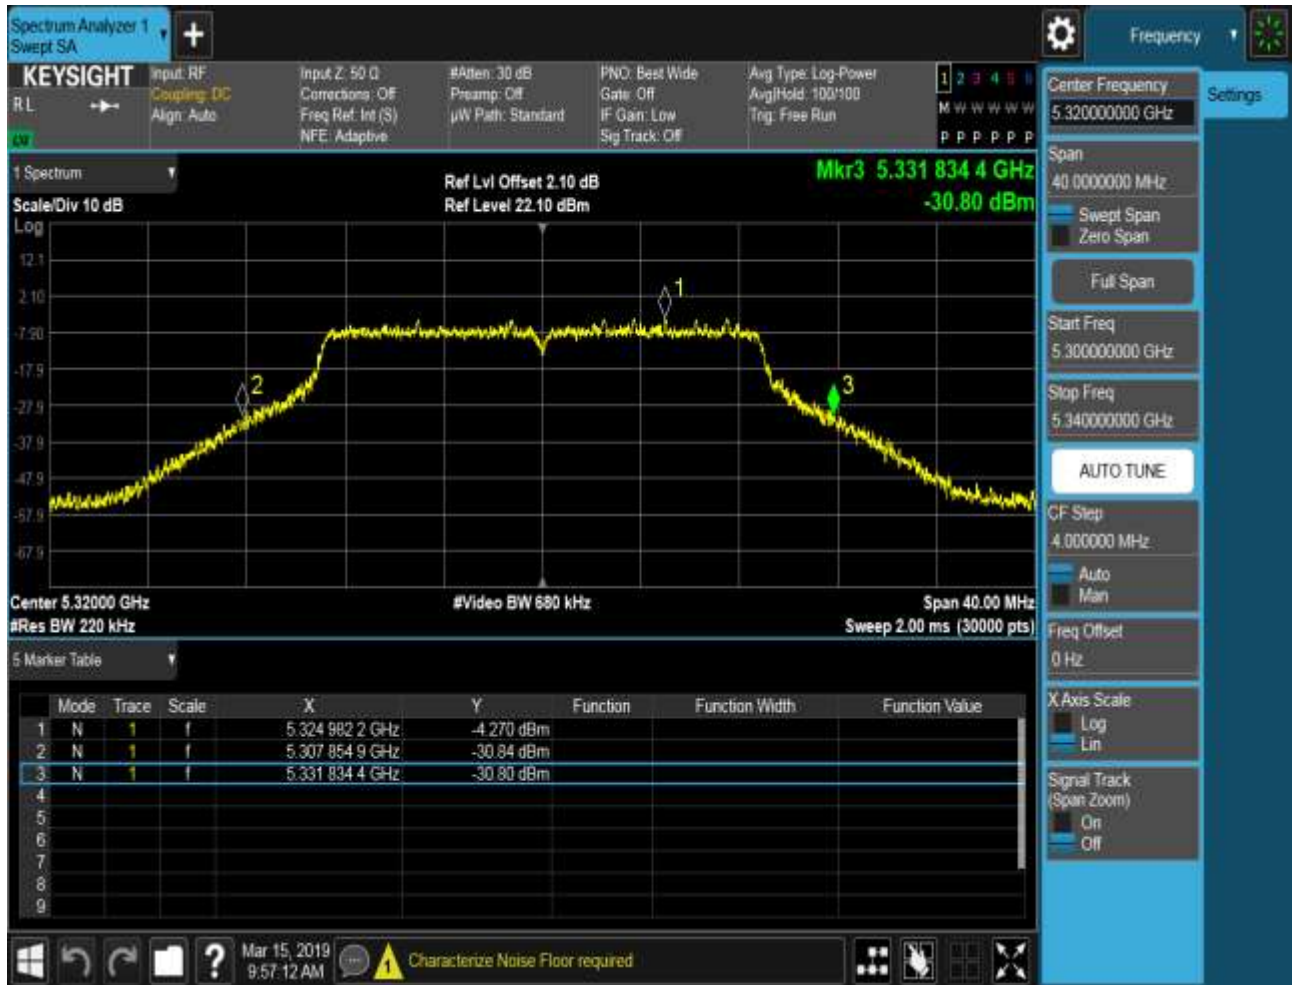 Spectrum Analyzer 1
Swept SA
Frequency
KEYSIGHT
RL
Input: RF
Coupling: DC
Align: Auto
Input Z: 50 Ω
Corrections: Off
Freq Ref: Int (S)
NFE: Adaptive
#Atten: 30 dB
Preamp: Off
µW Path: Standard
PNO: Best Wide
Gate: Off
IF Gain: Low
Sig Track: Off
Avg Type: Log-Power
Avg|Hold: 100/100
Trig: Free Run
1 2 3 4 5 6
M W W W W W
P P P P P P
1 Spectrum
Scale/Div 10 dB
Ref Lvl Offset 2.10 dB
Ref Level 22.10 dBm
Mkr3 5.331 834 4 GHz
-30.80 dBm
Log
12.1
2.10
-7.90
-17.9
-27.9
-37.9
-47.9
-57.9
-67.9
1
2
3
Center 5.32000 GHz
#Res BW 220 kHz
#Video BW 680 kHz
Span 40.00 MHz
Sweep 2.00 ms (30000 pts)
5 Marker Table
Mode Trace Scale X Y Function Function Width Function Value
1 N 1 f 5.324 982 2 GHz -4.270 dBm
2 N 1 f 5.307 854 9 GHz -30.84 dBm
3 N 1 f 5.331 834 4 GHz -30.80 dBm
4
5
6
7
8
9
Mar 15, 2019
9:57:12 AM
1
Characterize Noise Floor required
Settings
Center Frequency
5.320000000 GHz
Span
40.0000000 MHz
Swept Span
Zero Span
Full Span
Start Freq
5.300000000 GHz
Stop Freq
5.340000000 GHz
AUTO TUNE
CF Step
4.000000 MHz
Auto
Man
Freq Offset
0 Hz
X Axis Scale
Log
Lin
Signal Track
(Span Zoom)
On
Off